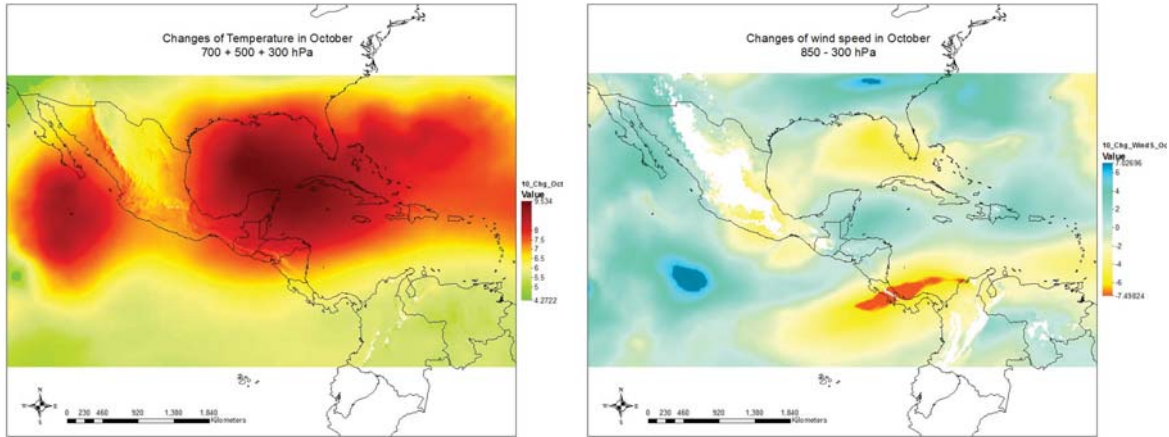 Changes of Temperature in October
700 + 500 + 300 hPa
10_Chg_Oct
Value
9.534
8
7.5
6.5
6
5.5
5
4.2722
N
W
E
S
0 230 460 920 1,380 1,840
Kilometers
Changes of wind speed in October
850 - 300 hPa
10_Chg_WindS_Oc
Value
7.02696
6
4
2
0
-2
-4
-6
-7.49824
N
W
E
S
0 230 460 920 1,380 1,840
Kilometers